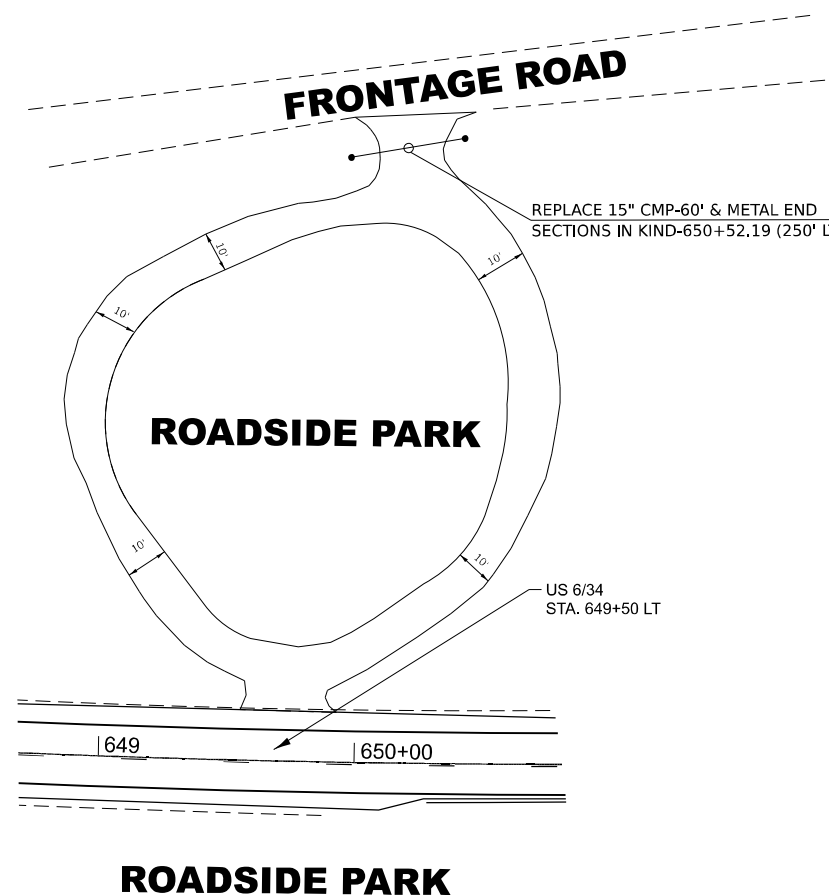 FRONTAGE ROAD
REPLACE 15" CMP-60' & METAL END
SECTIONS IN KIND-650+52.19 (250' L
10'
10'
10'
ROADSIDE PARK
10'
10'
US 6/34
STA. 649+50 LT
649
650+00
ROADSIDE PARK